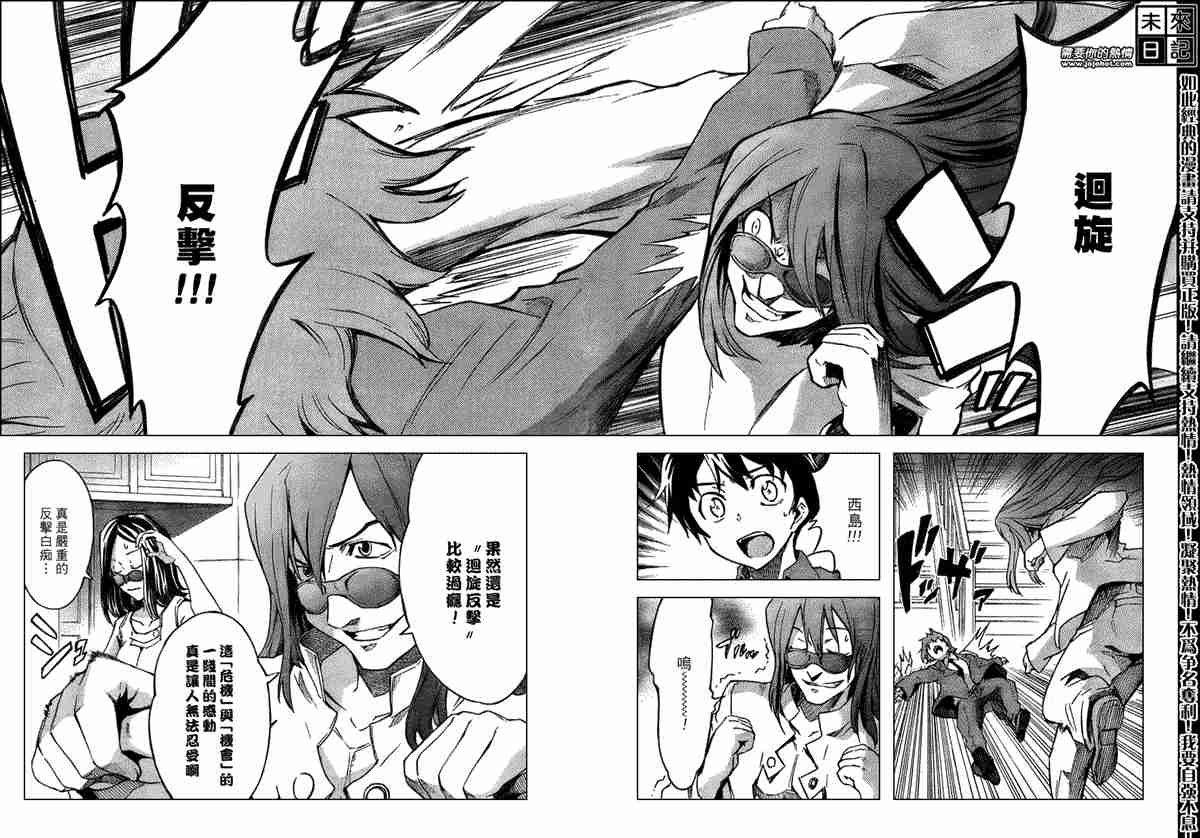 未來日記
需要你的熱情
www.jojohot.com
如此經典的漫畫請支持并購買正版！請繼續支持熱情！熱情領域！凝聚熱情！不爲爭名奪利！我要自強不息！
迴旋
反擊!!!
西島!!!
嗚～～～～！
果然還是
〝迴旋反擊〞
比較過癮！
這「危機」與「機會」的
一綫間的感動
真是讓人無法忍受啊
真是嚴重的
反擊白痴…